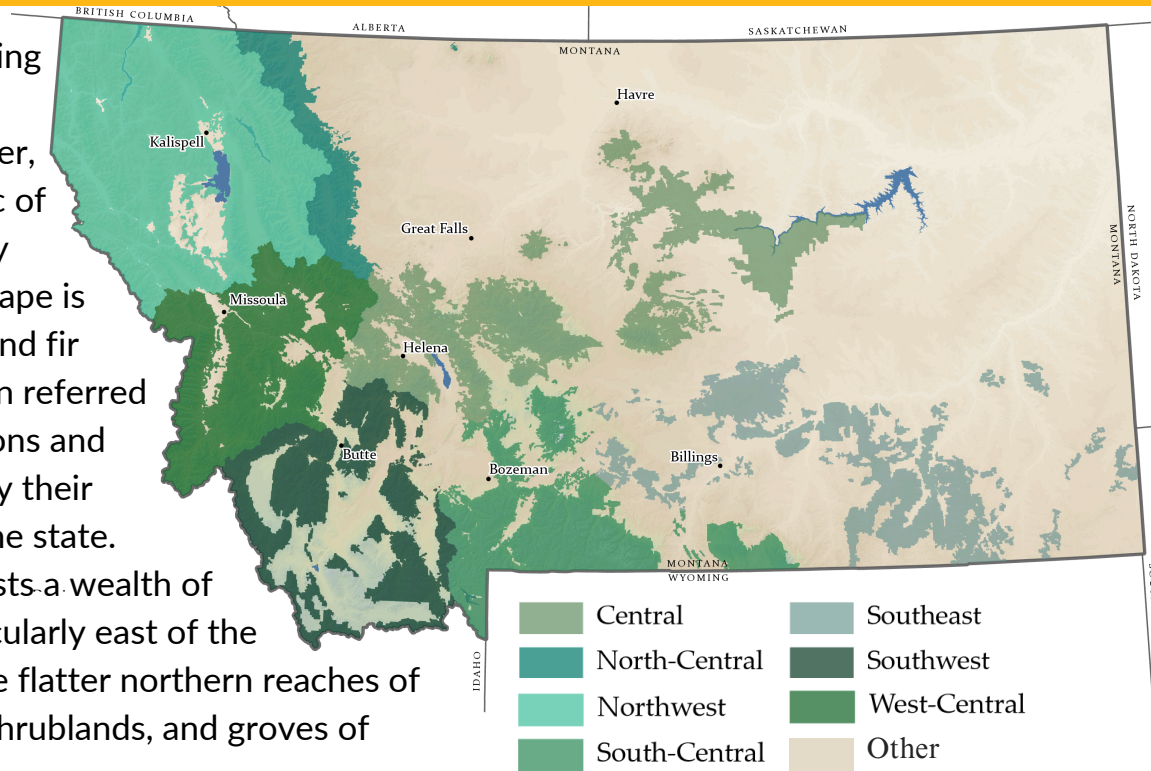 BRITISH COLUMBIA
ALBERTA
SASKATCHEWAN
MONTANA
ing
Havre
Kalispell
er,
c of
Great Falls
NORTH DAKOTA
MONTANA
ape is
Missoula
nd fir
Helena
n referred
ons and
Butte
Billings
Bozeman
y their
ne state.
MONTANA
WYOMING
sts a wealth of
cularly east of the
e flatter northern reaches of
hrublands, and groves of
IDAHO
Central
North-Central
Northwest
South-Central
Southeast
Southwest
West-Central
Other